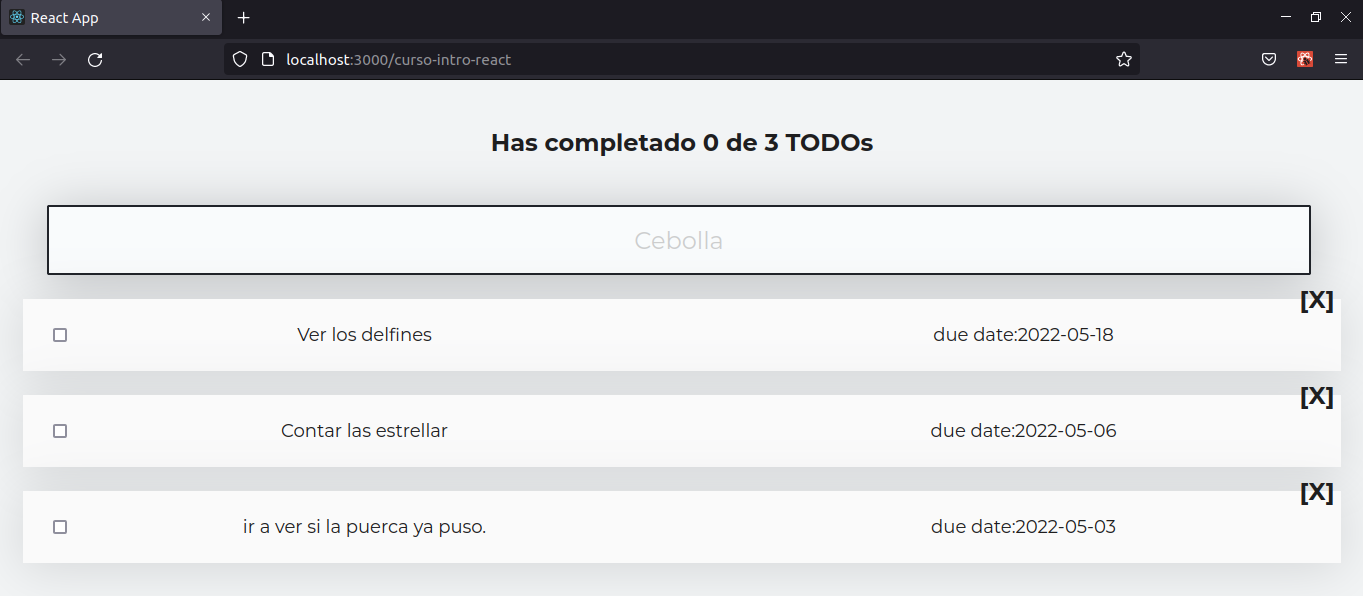 React App
localhost:3000/curso-intro-react
Has completado 0 de 3 TODOs
Cebolla
[X]
Ver los delfines due date:2022-05-18
[X]
Contar las estrellar due date:2022-05-06
[X]
ir a ver si la puerca ya puso. due date:2022-05-03